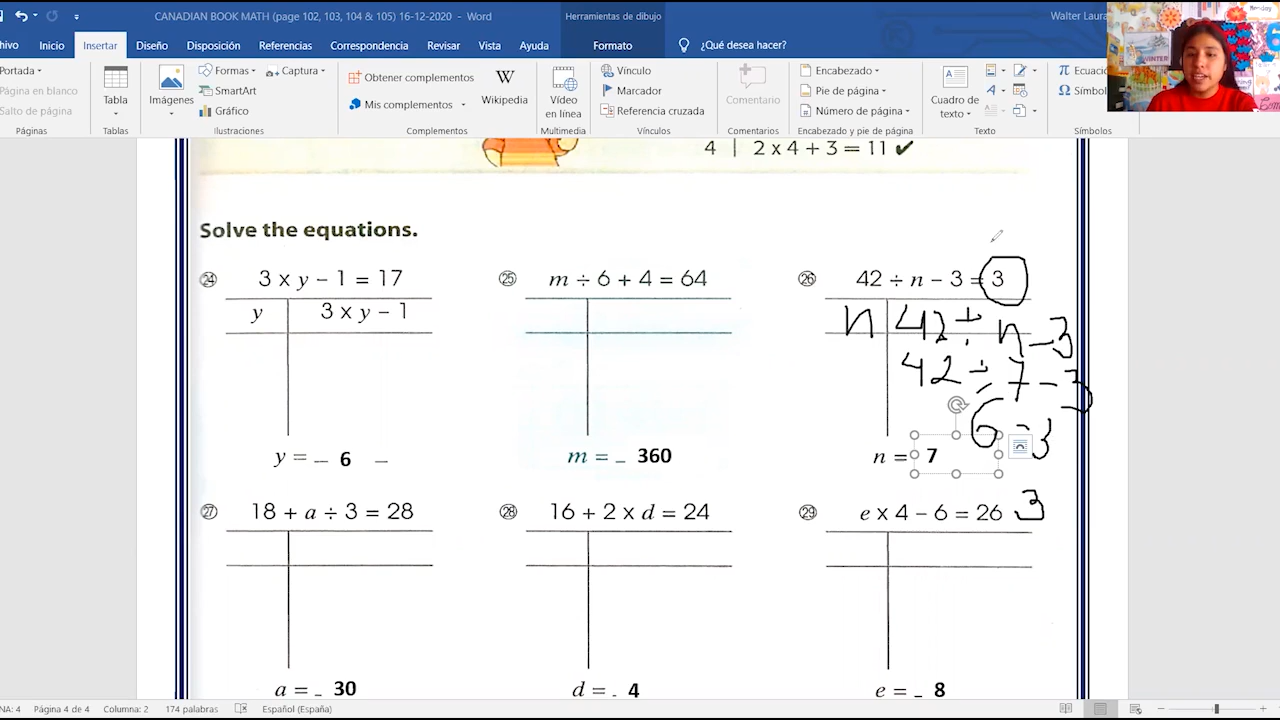 CANADIAN BOOK MATH (page 102, 103, 104 & 105) 16-12-2020 - Word
Herramientas de dibujo
Walter Laura
Monday
hivo Inicio Insertar Diseño Disposición Referencias Correspondencia Revisar Vista Ayuda Formato ¿Qué desea hacer?
Portada
Página en blanco
Salto de página
Páginas
Tabla
Tablas
Imágenes
Formas
SmartArt
Gráfico
Captura
Ilustraciones
Obtener complementos
Mis complementos
Wikipedia
Complementos
Vídeo en línea
Multimedia
Vínculo
Marcador
Referencia cruzada
Vínculos
Comentario
Comentarios
Encabezado
Pie de página
Número de página
Encabezado y pie de página
Cuadro de texto
Texto
Ecuació
Símbol
Símbolos
WINTER
4 | 2 x 4 + 3 = 11 ✔
Solve the equations.
㉔ 3 x y – 1 = 17
y 3 x y – 1
y = _ 6 _
㉕ m ÷ 6 + 4 = 64
m = _ 360
㉖ 42 ÷ n – 3 = 3
n 42 ÷ n – 3
42 ÷ 7 – 3
6 – 3
n = 7
3
㉗ 18 + a ÷ 3 = 28
a = _ 30
㉘ 16 + 2 x d = 24
d = _ 4
㉙ e x 4 – 6 = 26
e = _ 8
NA: 4 Página 4 de 4 Columna: 2 174 palabras Español (España)